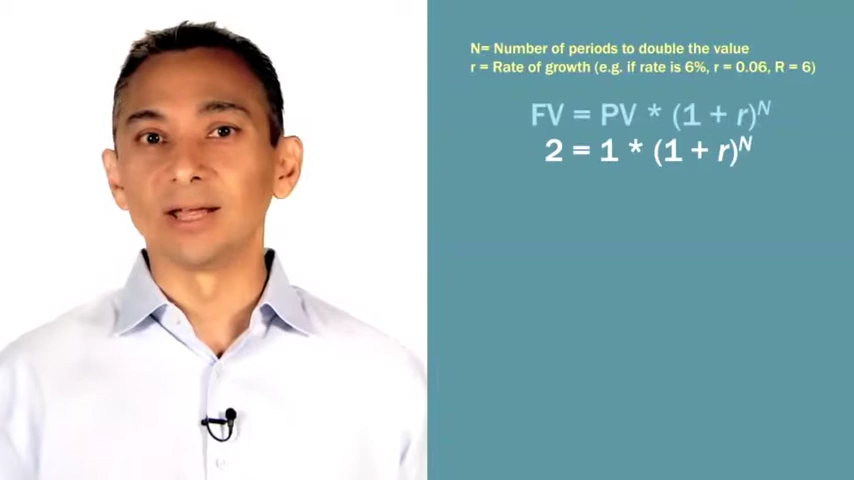 N= Number of periods to double the value
r = Rate of growth (e.g. if rate is 6%, r = 0.06, R = 6)
FV = PV * (1 + r)^N
2 = 1 * (1 + r)^N